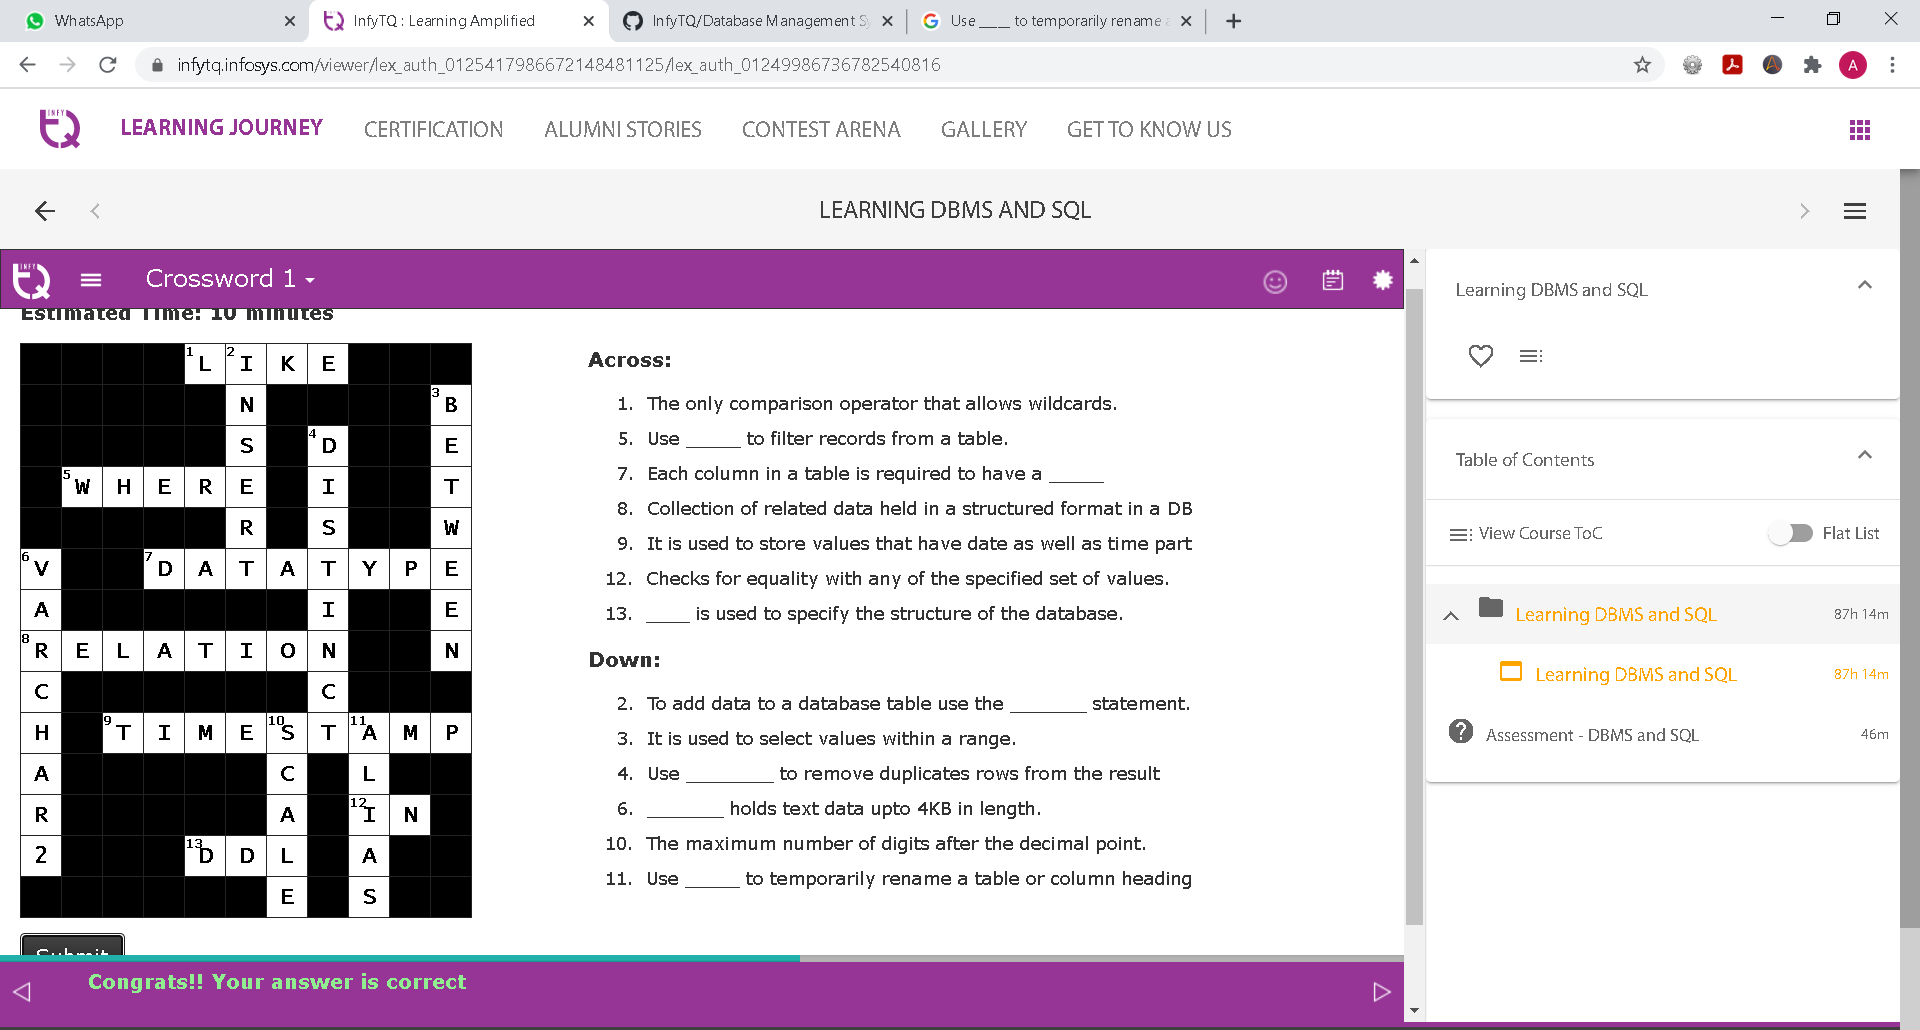 WhatsApp
InfyTQ : Learning Amplified
InfyTQ/Database Management Sy
Use ____ to temporarily rename a
infytq.infosys.com/viewer/lex_auth_0125417986672148481125/lex_auth_01249986736782540816
A
INFY
TQ
LEARNING JOURNEY
CERTIFICATION
ALUMNI STORIES
CONTEST ARENA
GALLERY
GET TO KNOW US
LEARNING DBMS AND SQL
INFY
TQ
Crossword 1
Estimated Time: 10 minutes
1 L 2 I K E
N 3 B
S 4 D E
5 W H E R E I T
R S W
6 V 7 D A T A T Y P E
A I E
8 R E L A T I O N N
C C
H 9 T I M E 10 S T 11 A M P
A C L
R A 12 I N
2 13 D D L A
E S
Submit
Across:
1. The only comparison operator that allows wildcards.
5. Use _____ to filter records from a table.
7. Each column in a table is required to have a _____
8. Collection of related data held in a structured format in a DB
9. It is used to store values that have date as well as time part
12. Checks for equality with any of the specified set of values.
13. ____ is used to specify the structure of the database.
Down:
2. To add data to a database table use the _______ statement.
3. It is used to select values within a range.
4. Use ________ to remove duplicates rows from the result
6. _______ holds text data upto 4KB in length.
10. The maximum number of digits after the decimal point.
11. Use _____ to temporarily rename a table or column heading
Congrats!! Your answer is correct
Learning DBMS and SQL
Table of Contents
View Course ToC
Flat List
Learning DBMS and SQL
87h 14m
Learning DBMS and SQL
87h 14m
Assessment - DBMS and SQL
46m